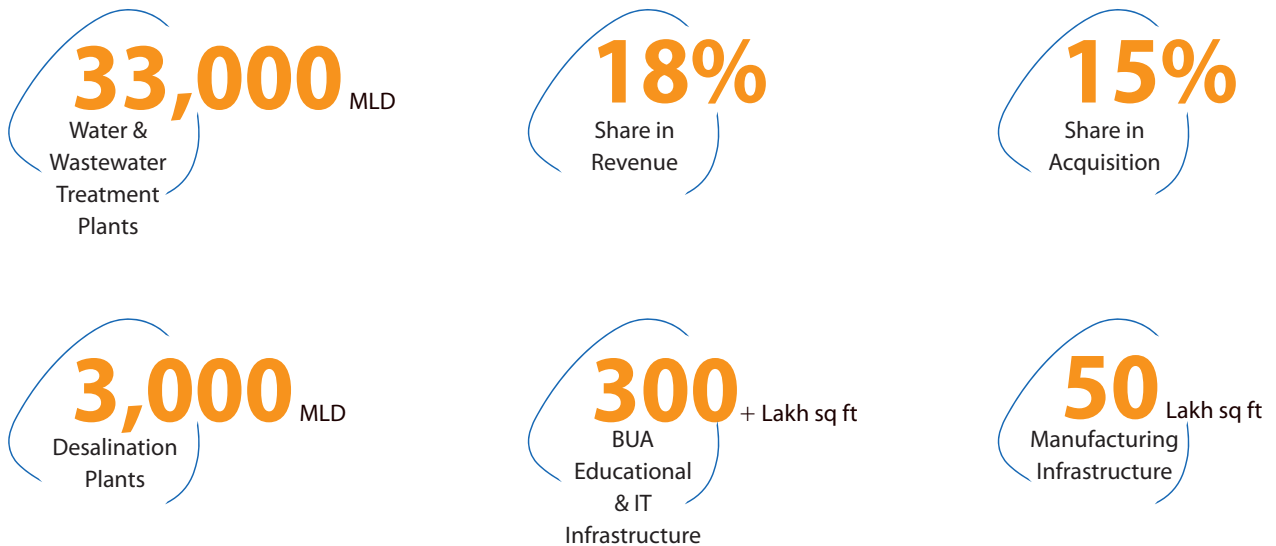 33,000 MLD
Water &
Wastewater
Treatment
Plants
18%
Share in
Revenue
15%
Share in
Acquisition
3,000 MLD
Desalination
Plants
300 + Lakh sq ft
BUA
Educational
& IT
Infrastructure
50 Lakh sq ft
Manufacturing
Infrastructure